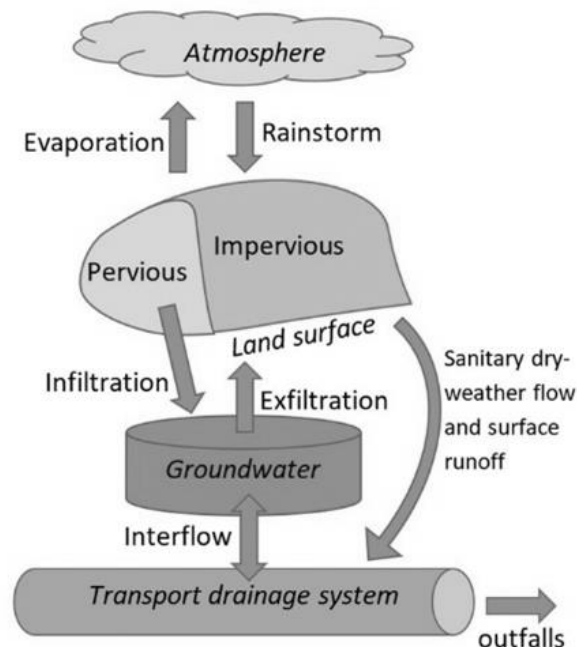 Atmosphere
Evaporation
Rainstorm
Impervious
Pervious
Land surface
Infiltration
Exfiltration
Sanitary dry-
weather flow
and surface
runoff
Groundwater
Interflow
Transport drainage system
outfalls